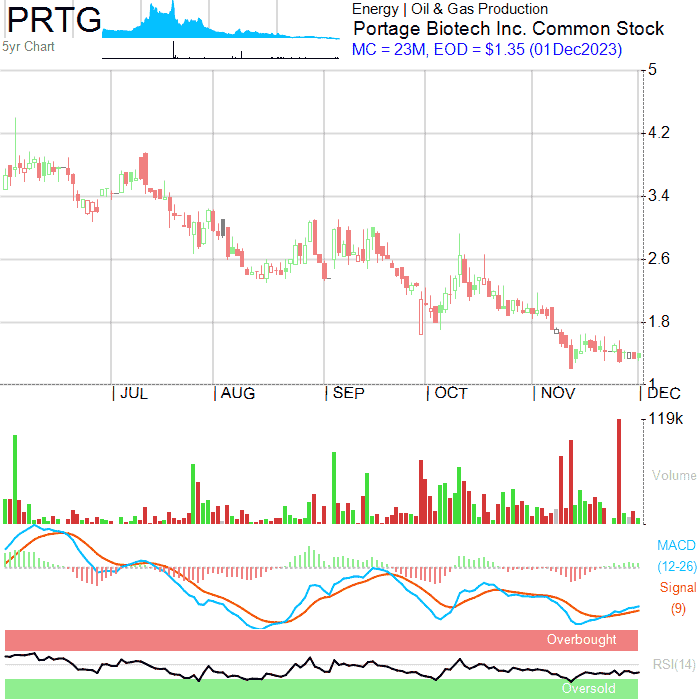 PRTG
5yr Chart
Energy | Oil & Gas Production
Portage Biotech Inc. Common Stock
MC = 23M, EOD = $1.35 (01Dec2023)
5
4.2
3.4
2.6
1.8
1
JUL
AUG
SEP
OCT
NOV
DEC
119k
Volume
MACD
(12-26)
Signal
(9)
Overbought
RSI(14)
Oversold